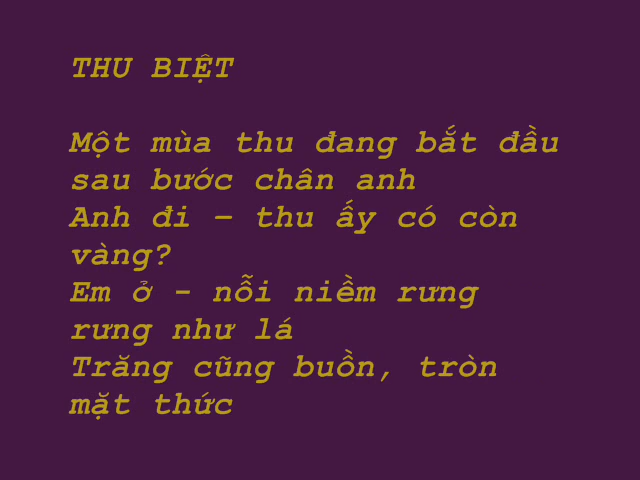 THU BIỆT
Một mùa thu đang bắt đầu
sau bước chân anh
Anh đi – thu ấy có còn
vàng?
Em ở - nỗi niềm rưng
rưng như lá
Trăng cũng buồn, tròn
mặt thức